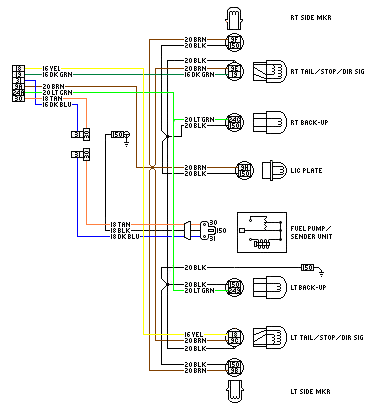 20 BRN
20 BLK
RT SIDE MKR
20 BLK
20 BRN
16 DK GRN
RT TAIL/STOP/DIR SIG
16 YEL
16 DK GRN
20 BRN
20 LT GRN
18 TAN
16 DK BLU
20 LT GRN
20 BLK
RT BACK-UP
30
30
150
30
20 BRN
20 BLK
LIC PLATE
18 TAN
18 BLK
18 DK BLU
30
150
31
FUEL PUMP/
SENDER UNIT
20 BLK
150
20 BLK
20 LT GRN
LT BACK-UP
16 YEL
20 BRN
20 BLK
LT TAIL/STOP/DIR SIG
20 BLK
20 BRN
LT SIDE MKR